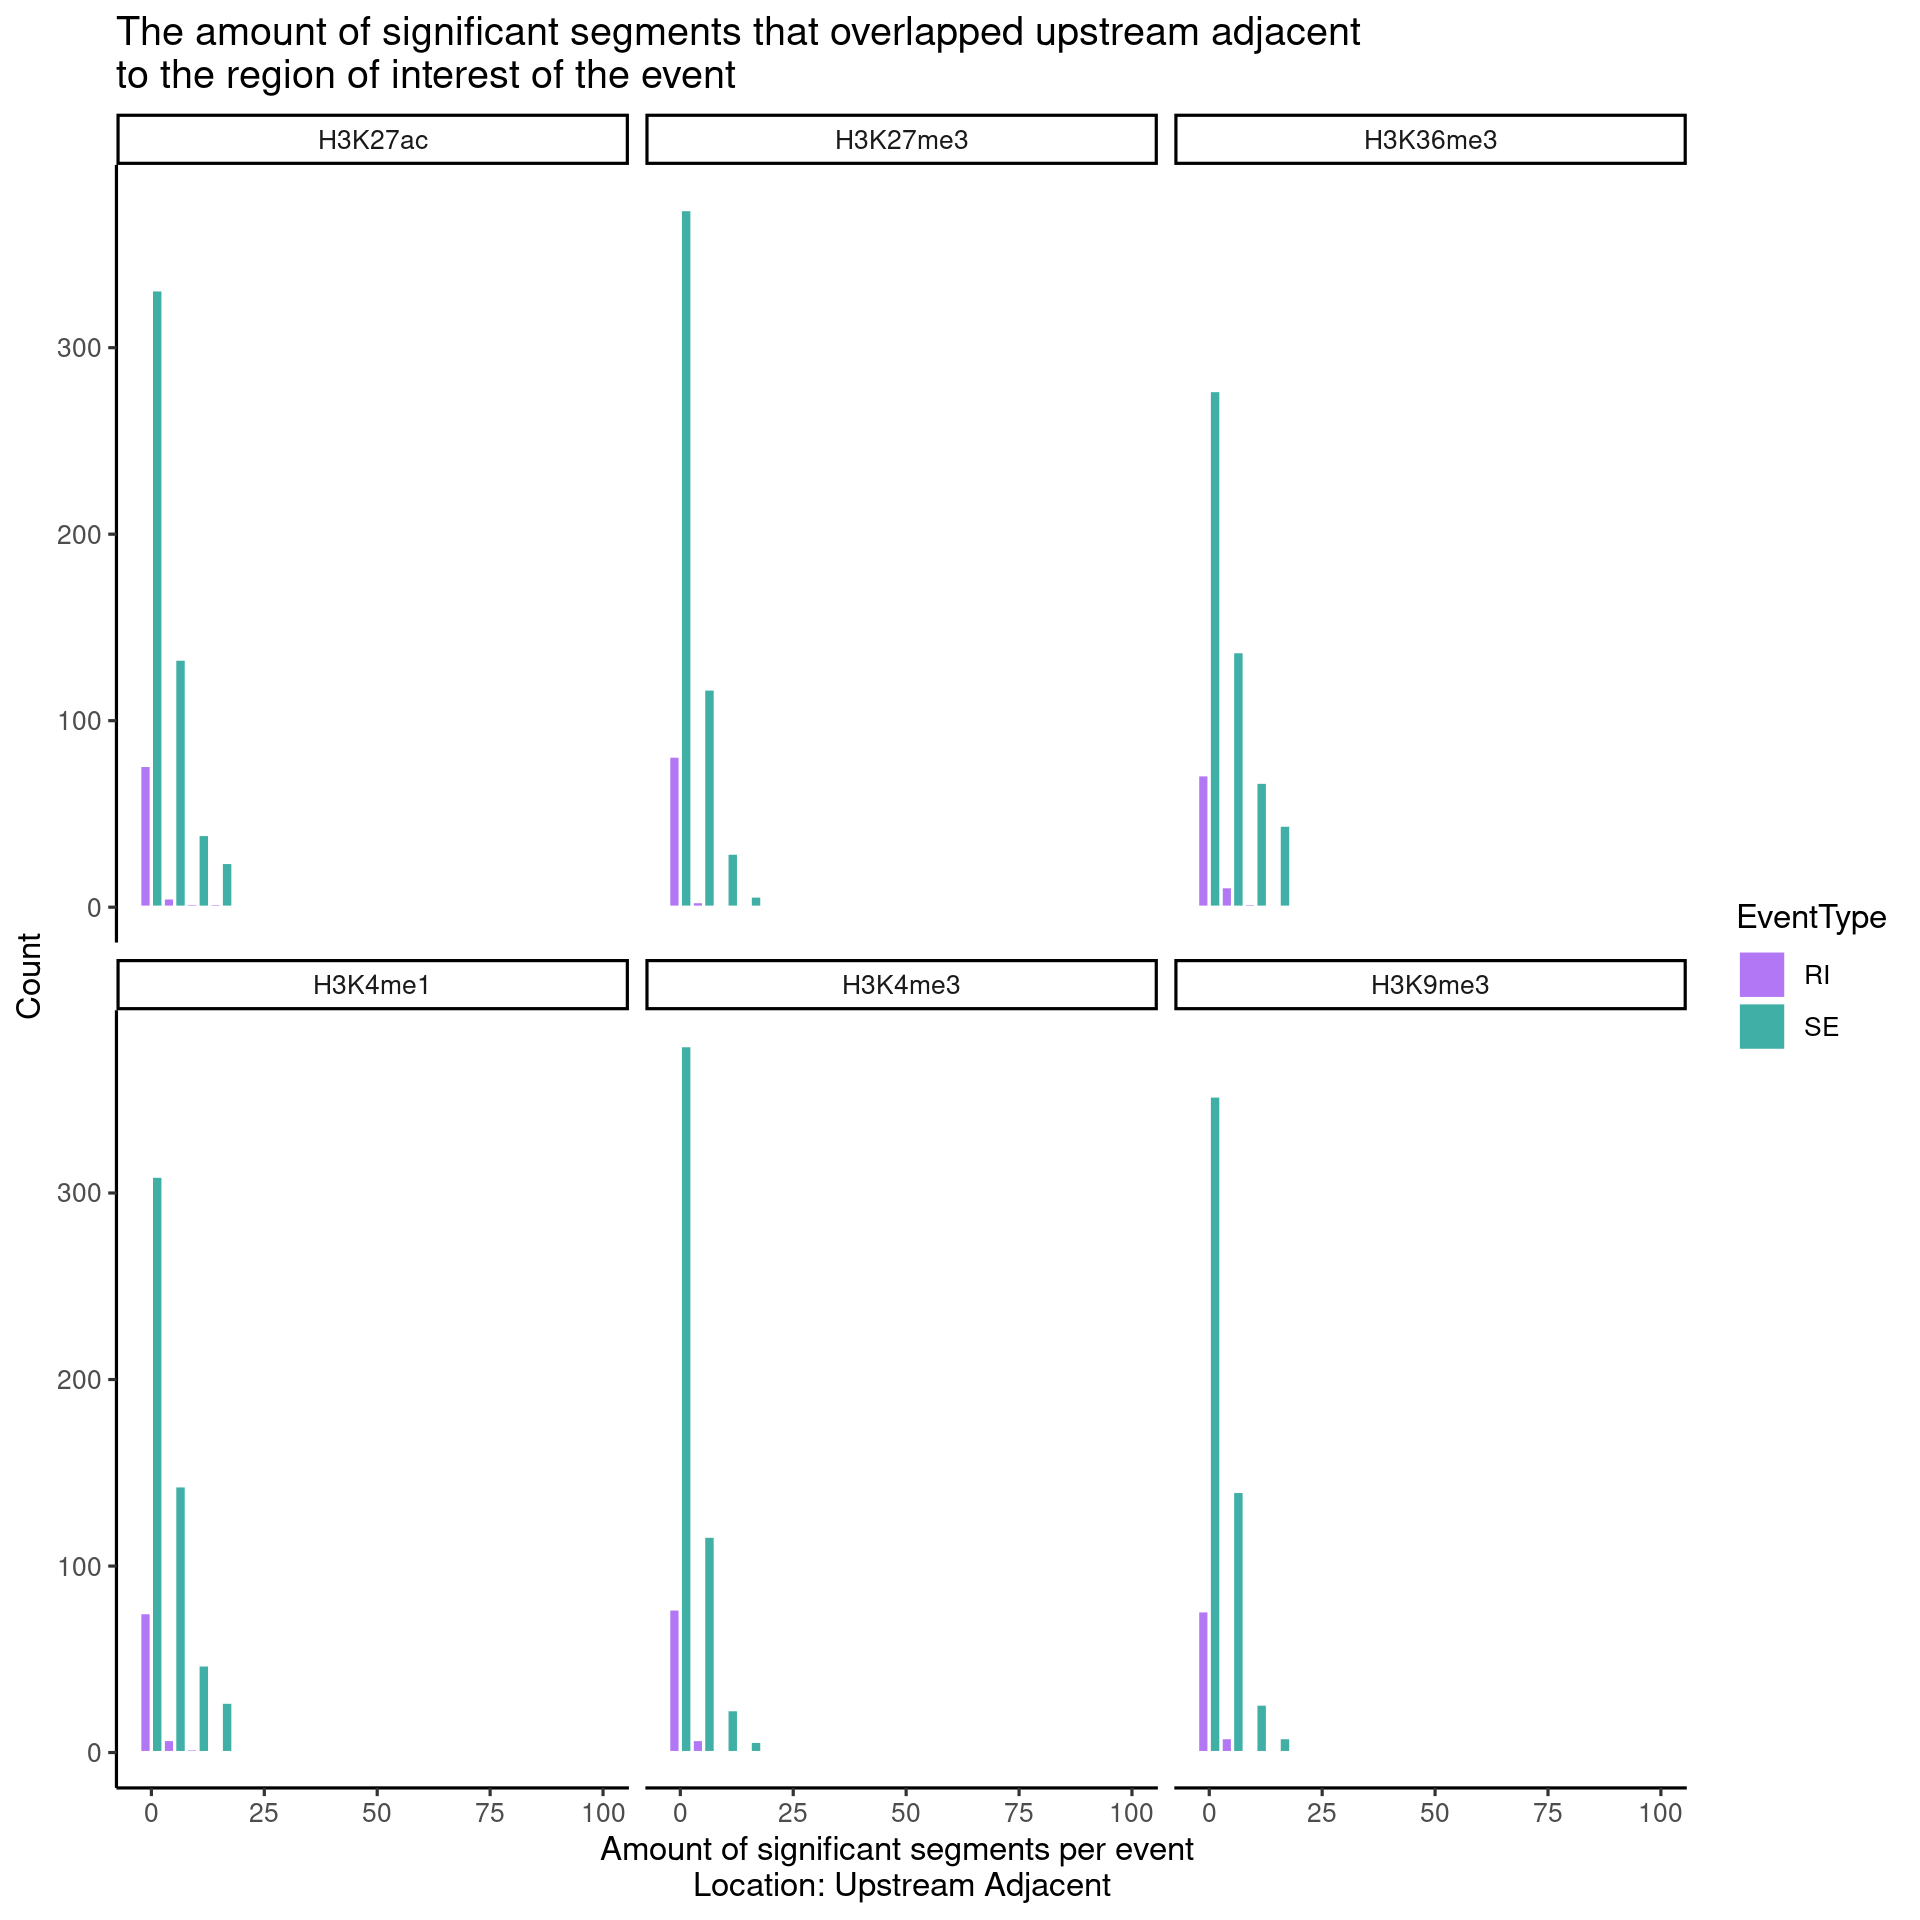 The amount of significant segments that overlapped upstream adjacent
to the region of interest of the event
H3K27ac
H3K27me3
H3K36me3
300
200
100
0
Count
H3K4me1
H3K4me3
H3K9me3
300
200
100
0
0 25 50 75 100
0 25 50 75 100
0 25 50 75 100
Amount of significant segments per event
Location: Upstream Adjacent
EventType
RI
SE